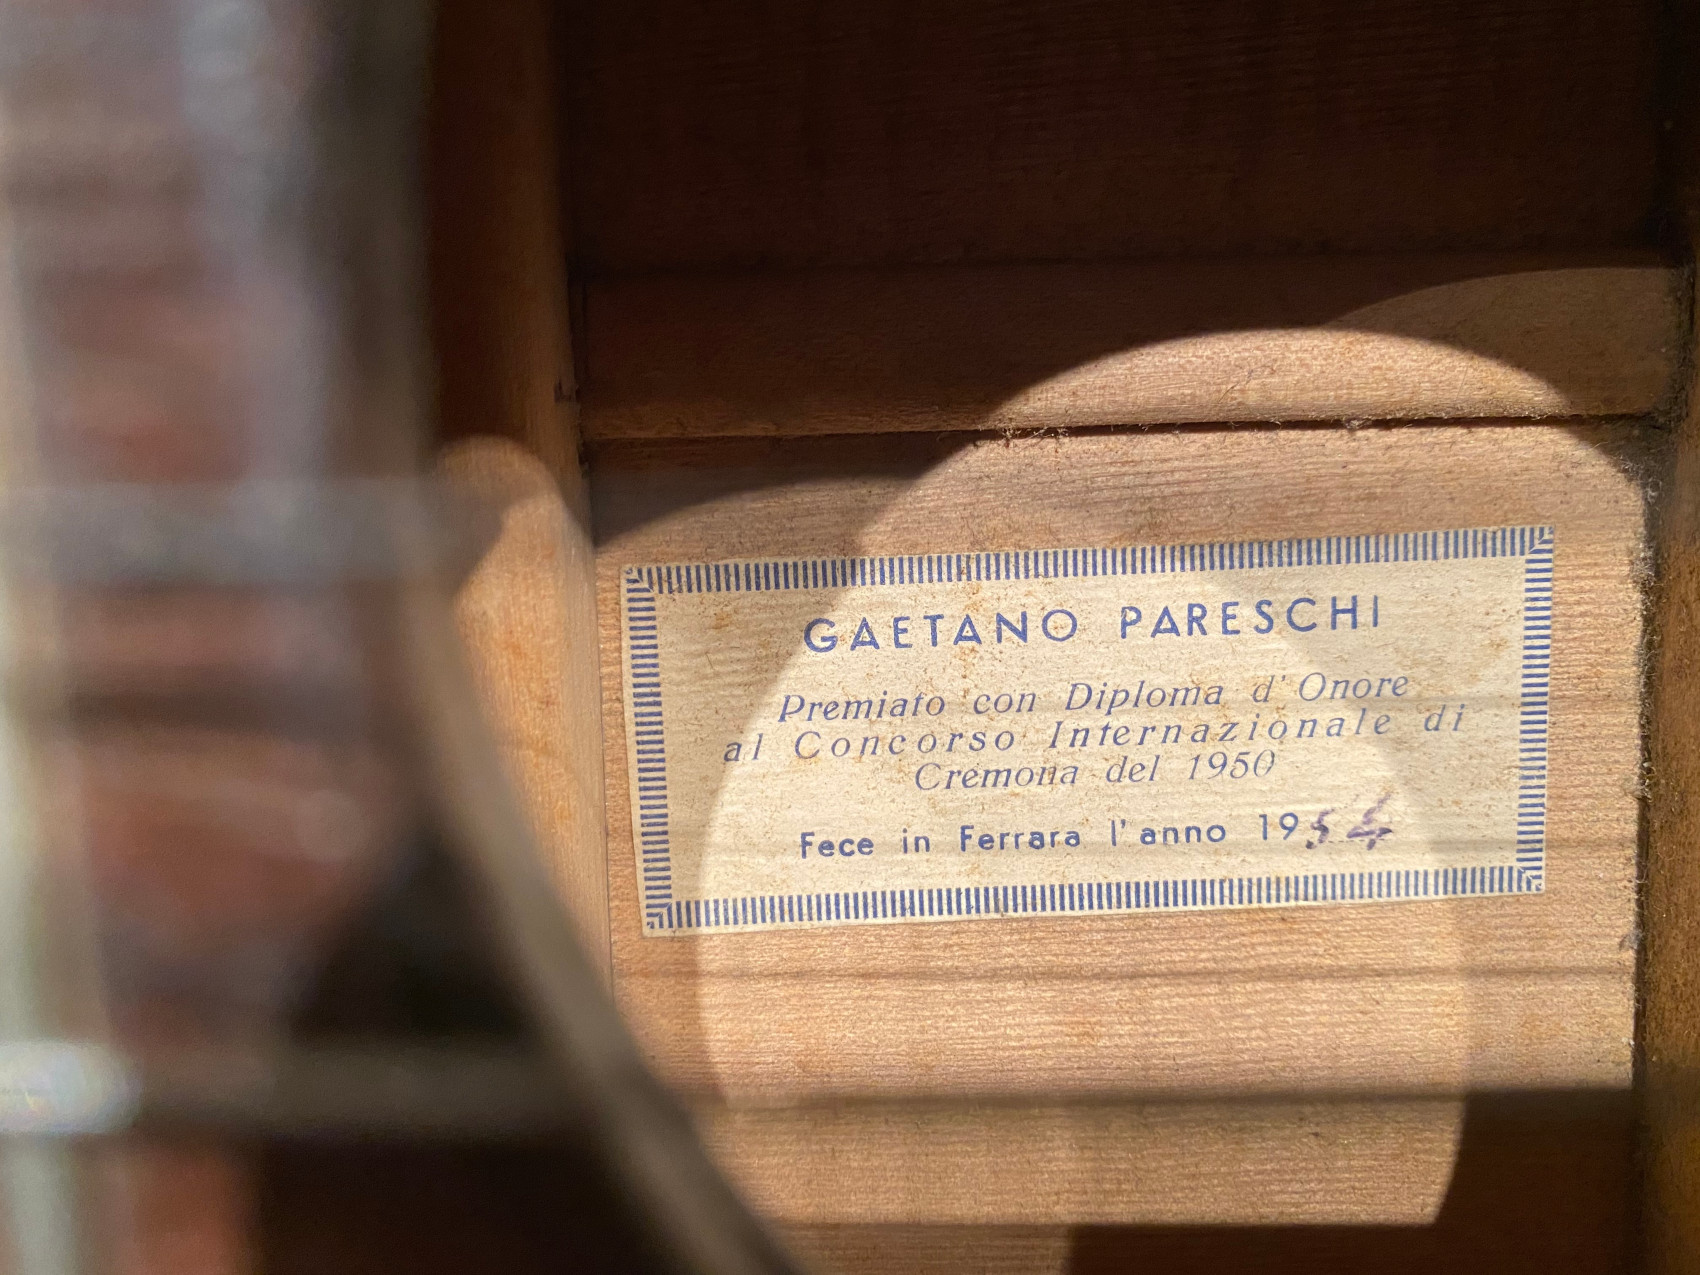 GAETANO PARESCHI
Premiato con Diploma d'Onore
al Concorso Internazionale di
Cremona del 1950
Fece in Ferrara l'anno 1954